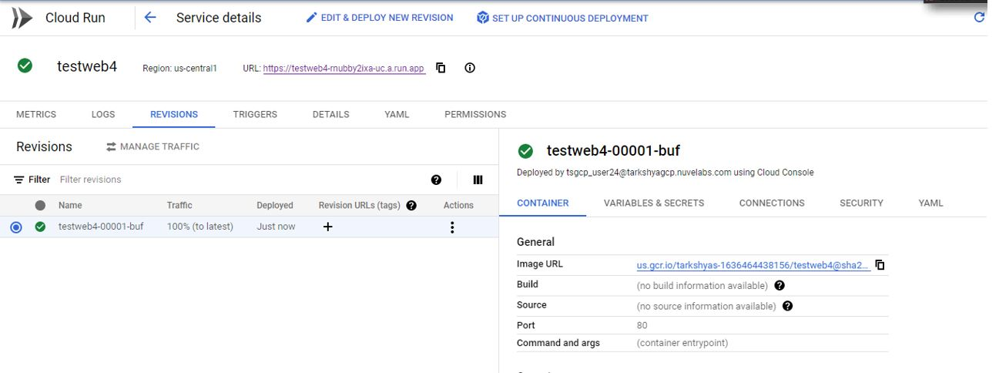 Cloud Run Service details EDIT & DEPLOY NEW REVISION SET UP CONTINUOUS DEPLOYMENT
testweb4 Region: us-central1 URL: https://testweb4-rnubby2ixa-uc.a.run.app
METRICS LOGS REVISIONS TRIGGERS DETAILS YAML PERMISSIONS
Revisions MANAGE TRAFFIC
Filter Filter revisions
Name Traffic Deployed Revision URLs (tags) Actions
testweb4-00001-buf 100% (to latest) Just now
testweb4-00001-buf
Deployed by tsgcp_user24@tarkshyagcp.nuvelabs.com using Cloud Console
CONTAINER VARIABLES & SECRETS CONNECTIONS SECURITY YAML
General
Image URL us.gcr.io/tarkshyas-1636464438156/testweb4@sha2...
Build (no build information available)
Source (no source information available)
Port 80
Command and args (container entrypoint)